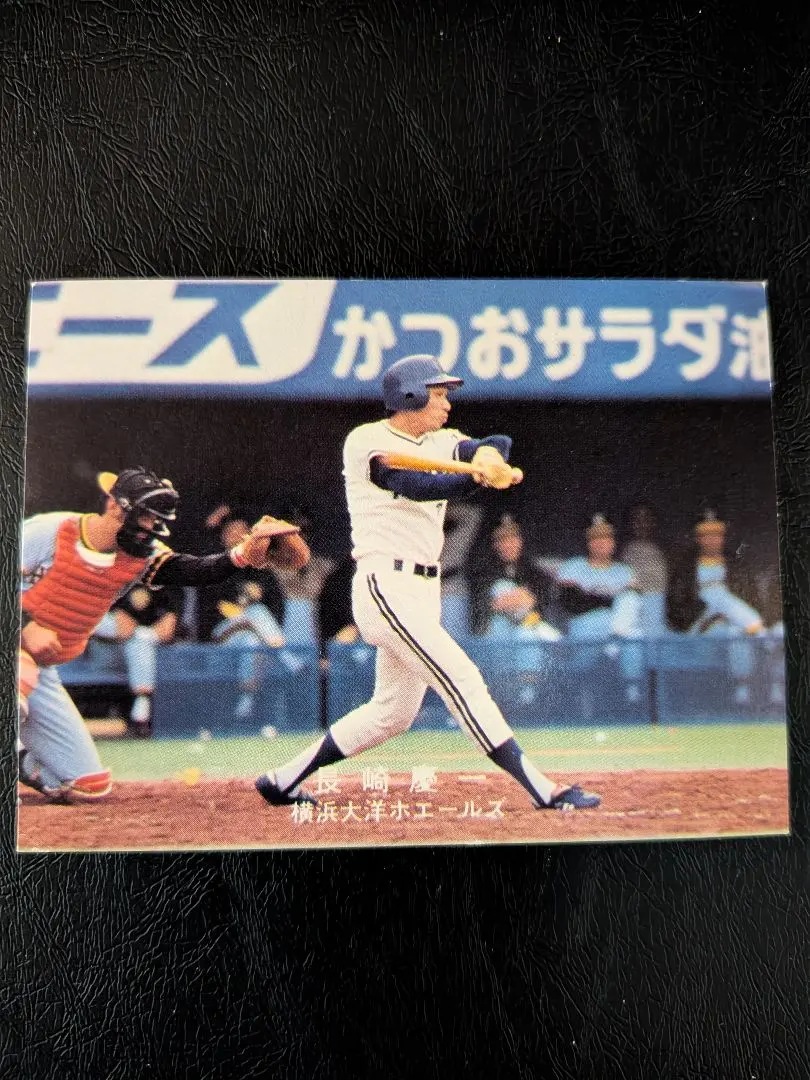 ース
かつおサラダ油
長崎慶一
横浜大洋ホエールズ